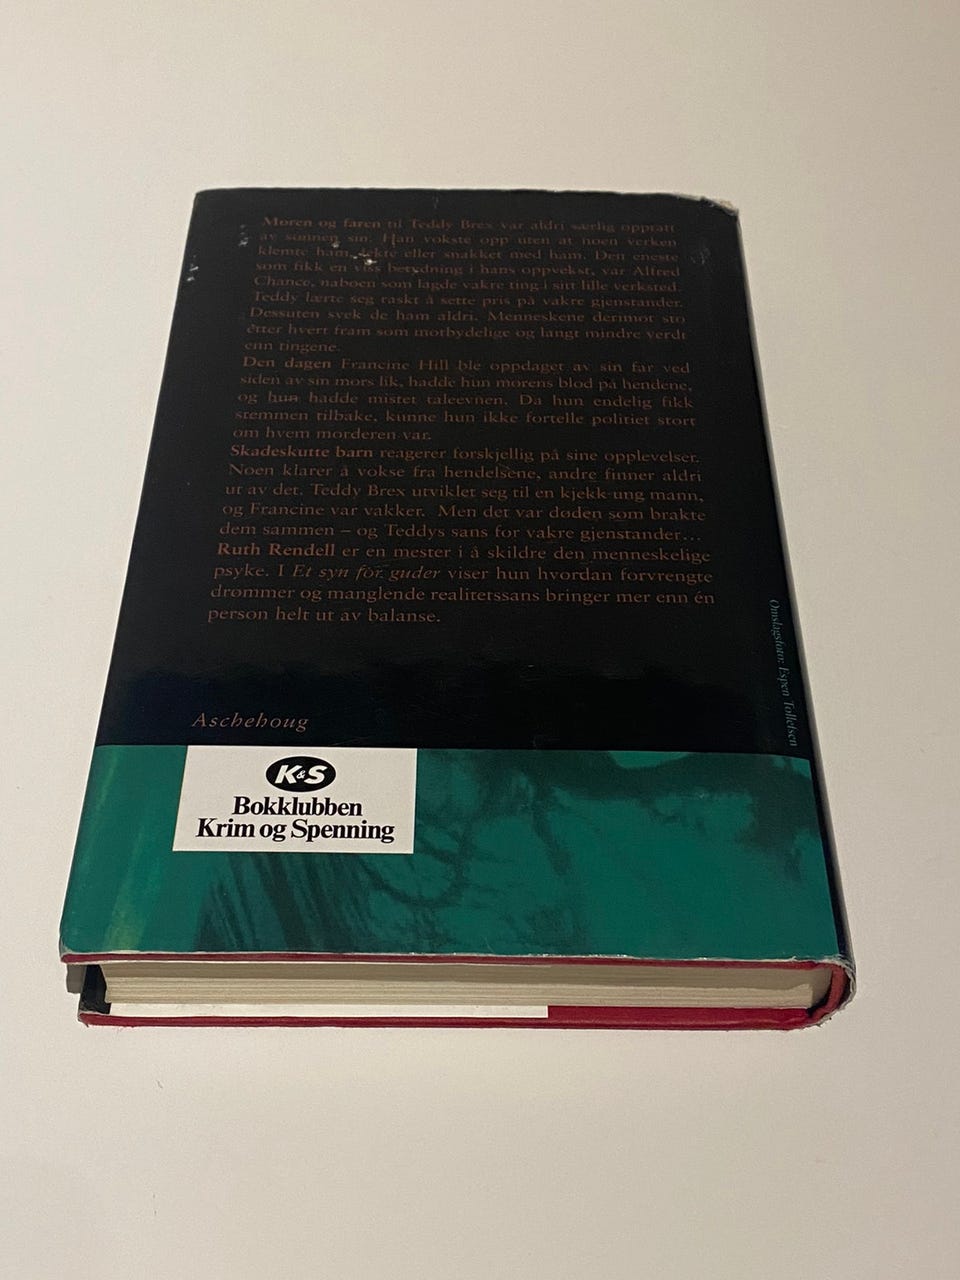 Moren og faren til Teddy Brex var aldri særlig opptatt
av sønnen sin. Han vokste opp uten at noen verken
klemte ham, lekte eller snakket med ham. Den eneste
som fikk en viss betydning i hans oppvekst, var Alfred
Chance, naboen som lagde vakre ting i sitt lille verksted.
Teddy lærte seg raskt å sette pris på vakre gjenstander.
Dessuten svek de ham aldri. Menneskene derimot sto
etter hvert fram som motbydelige og langt mindre verdt
enn tingene.
Den dagen Francine Hill ble oppdaget av sin far ved
siden av sin mors lik, hadde hun morens blod på hendene,
og hun hadde mistet taleevnen. Da hun endelig fikk
stemmen tilbake, kunne hun ikke fortelle politiet stort
om hvem morderen var.
Skadeskutte barn reagerer forskjellig på sine opplevelser.
Noen klarer å vokse fra hendelsene, andre finner aldri
ut av det. Teddy Brex utviklet seg til en kjekk ung mann,
og Francine var vakker. Men det var døden som brakte
dem sammen – og Teddys sans for vakre gjenstander…
Ruth Rendell er en mester i å skildre den menneskelige
psyke. I Et syn for guder viser hun hvordan forvrengte
drømmer og manglende realitetssans bringer mer enn én
person helt ut av balanse.
Omslagsfoto: Espen Tollefsen
Aschehoug
K&S
Bokklubben
Krim og Spenning